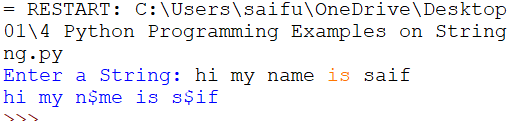 = RESTART: C:\Users\saifu\OneDrive\Desktop
01\4 Python Programming Examples on String
ng.py
Enter a String: hi my name is saif
hi my n$me is s$if
>>>